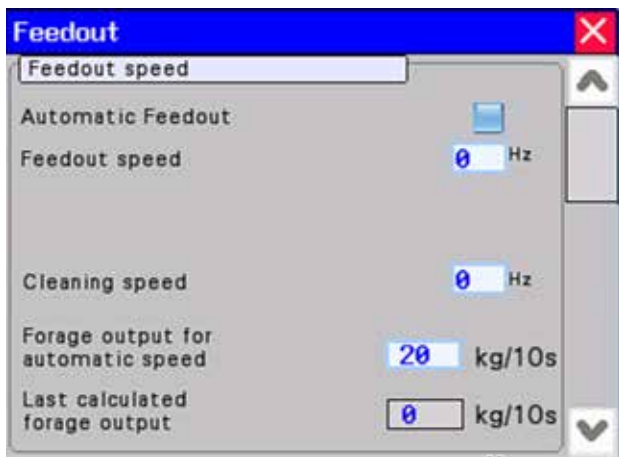 Feedout
Feedout speed
Automatic Feedout
Feedout speed 0 Hz
Cleaning speed 0 Hz
Forage output for
automatic speed 20 kg/10s
Last calculated
forage output 0 kg/10s